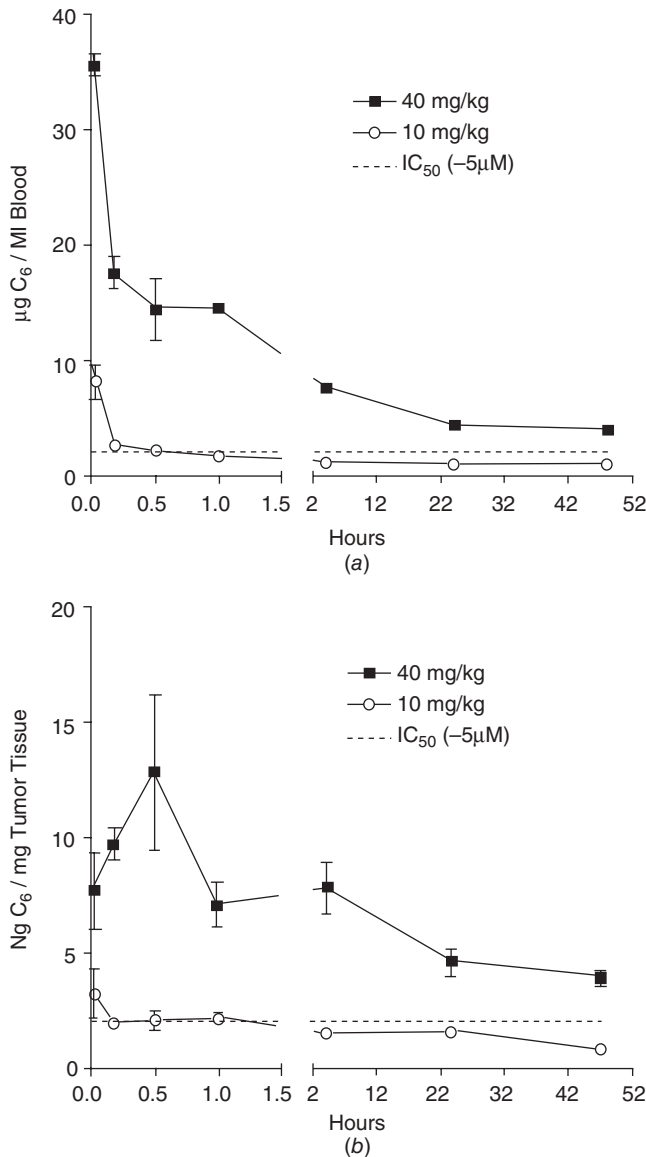 40
30
20
10
0
µg C6 / MI Blood
40 mg/kg
10 mg/kg
IC50 (–5µM)
0.0 0.5 1.0 1.5 2 12 22 32 42 52
Hours
(a)
20
15
10
5
0
Ng C6 / mg Tumor Tissue
40 mg/kg
10 mg/kg
IC50 (–5µM)
0.0 0.5 1.0 1.5 2 12 22 32 42 52
Hours
(b)